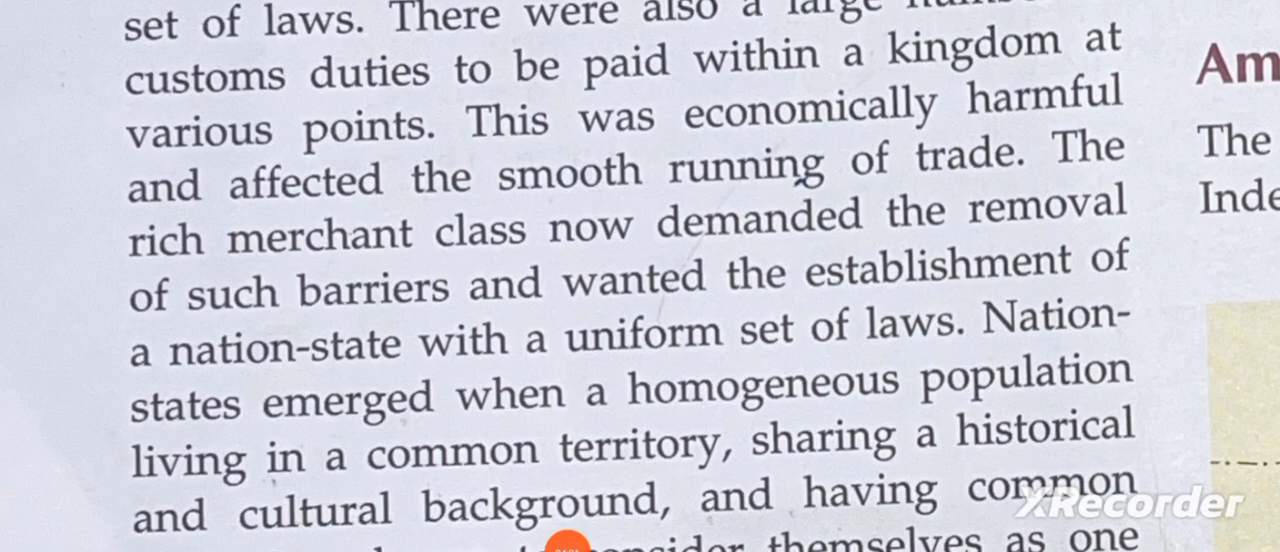 set of laws. There were also a large
customs duties to be paid within a kingdom at
various points. This was economically harmful
and affected the smooth running of trade. The
rich merchant class now demanded the removal
of such barriers and wanted the establishment of
a nation-state with a uniform set of laws. Nation-
states emerged when a homogeneous population
living in a common territory, sharing a historical
and cultural background, and having common
themselves as one
Am
The
Inde
XRecorder